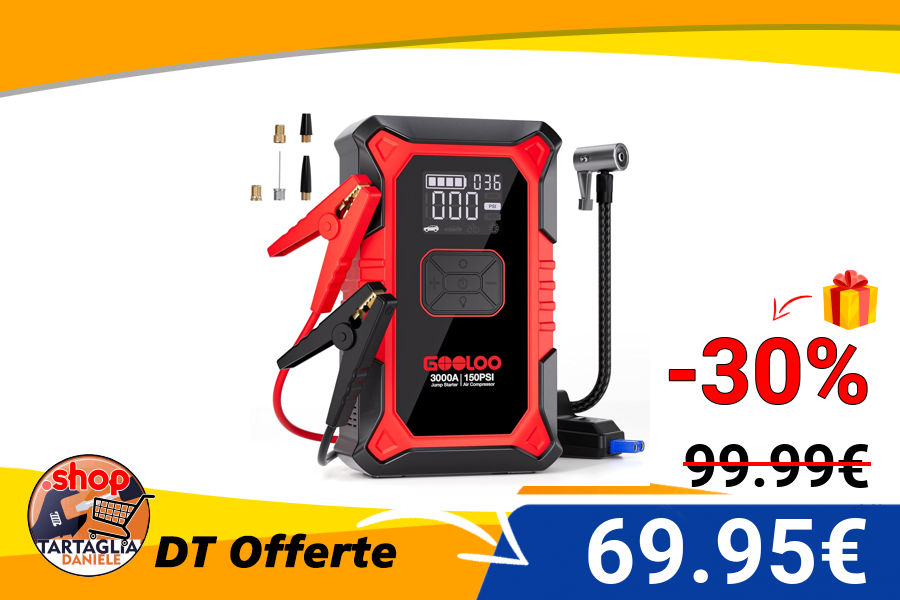 036
000
PSI
GOOLOO
3000A | 150PSI
Jump Starter | Air Compressor
-30%
99.99€
69.95€
.shop
TARTAGLIA
DANIELE
DT Offerte